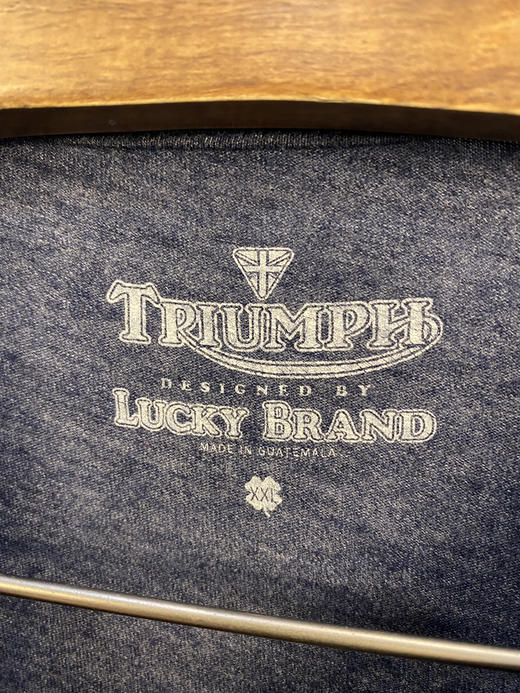 TRIUMPH
DESIGNED BY
LUCKY BRAND
MADE IN GUATEMALA
XXL